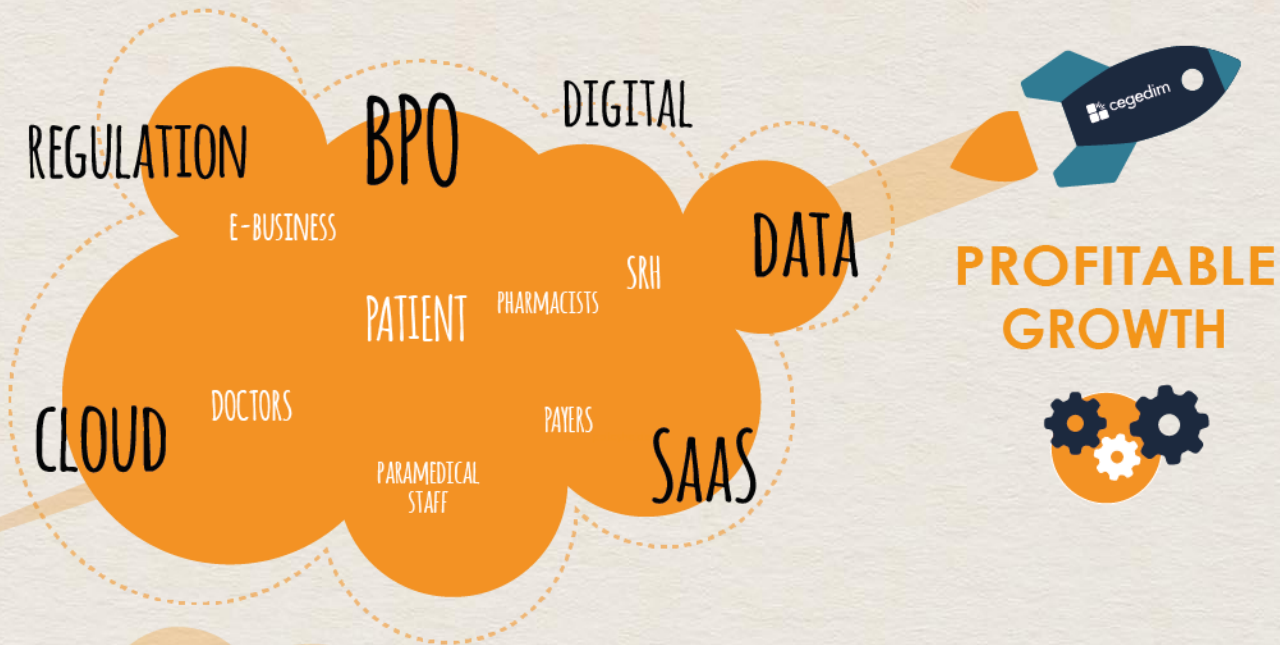 REGULATION
BPO
DIGITAL
cegedim
E-BUSINESS
DATA
SRH
PATIENT
PHARMACISTS
PROFITABLE
GROWTH
CLOUD
DOCTORS
PAYERS
SAAS
PARAMEDICAL
STAFF